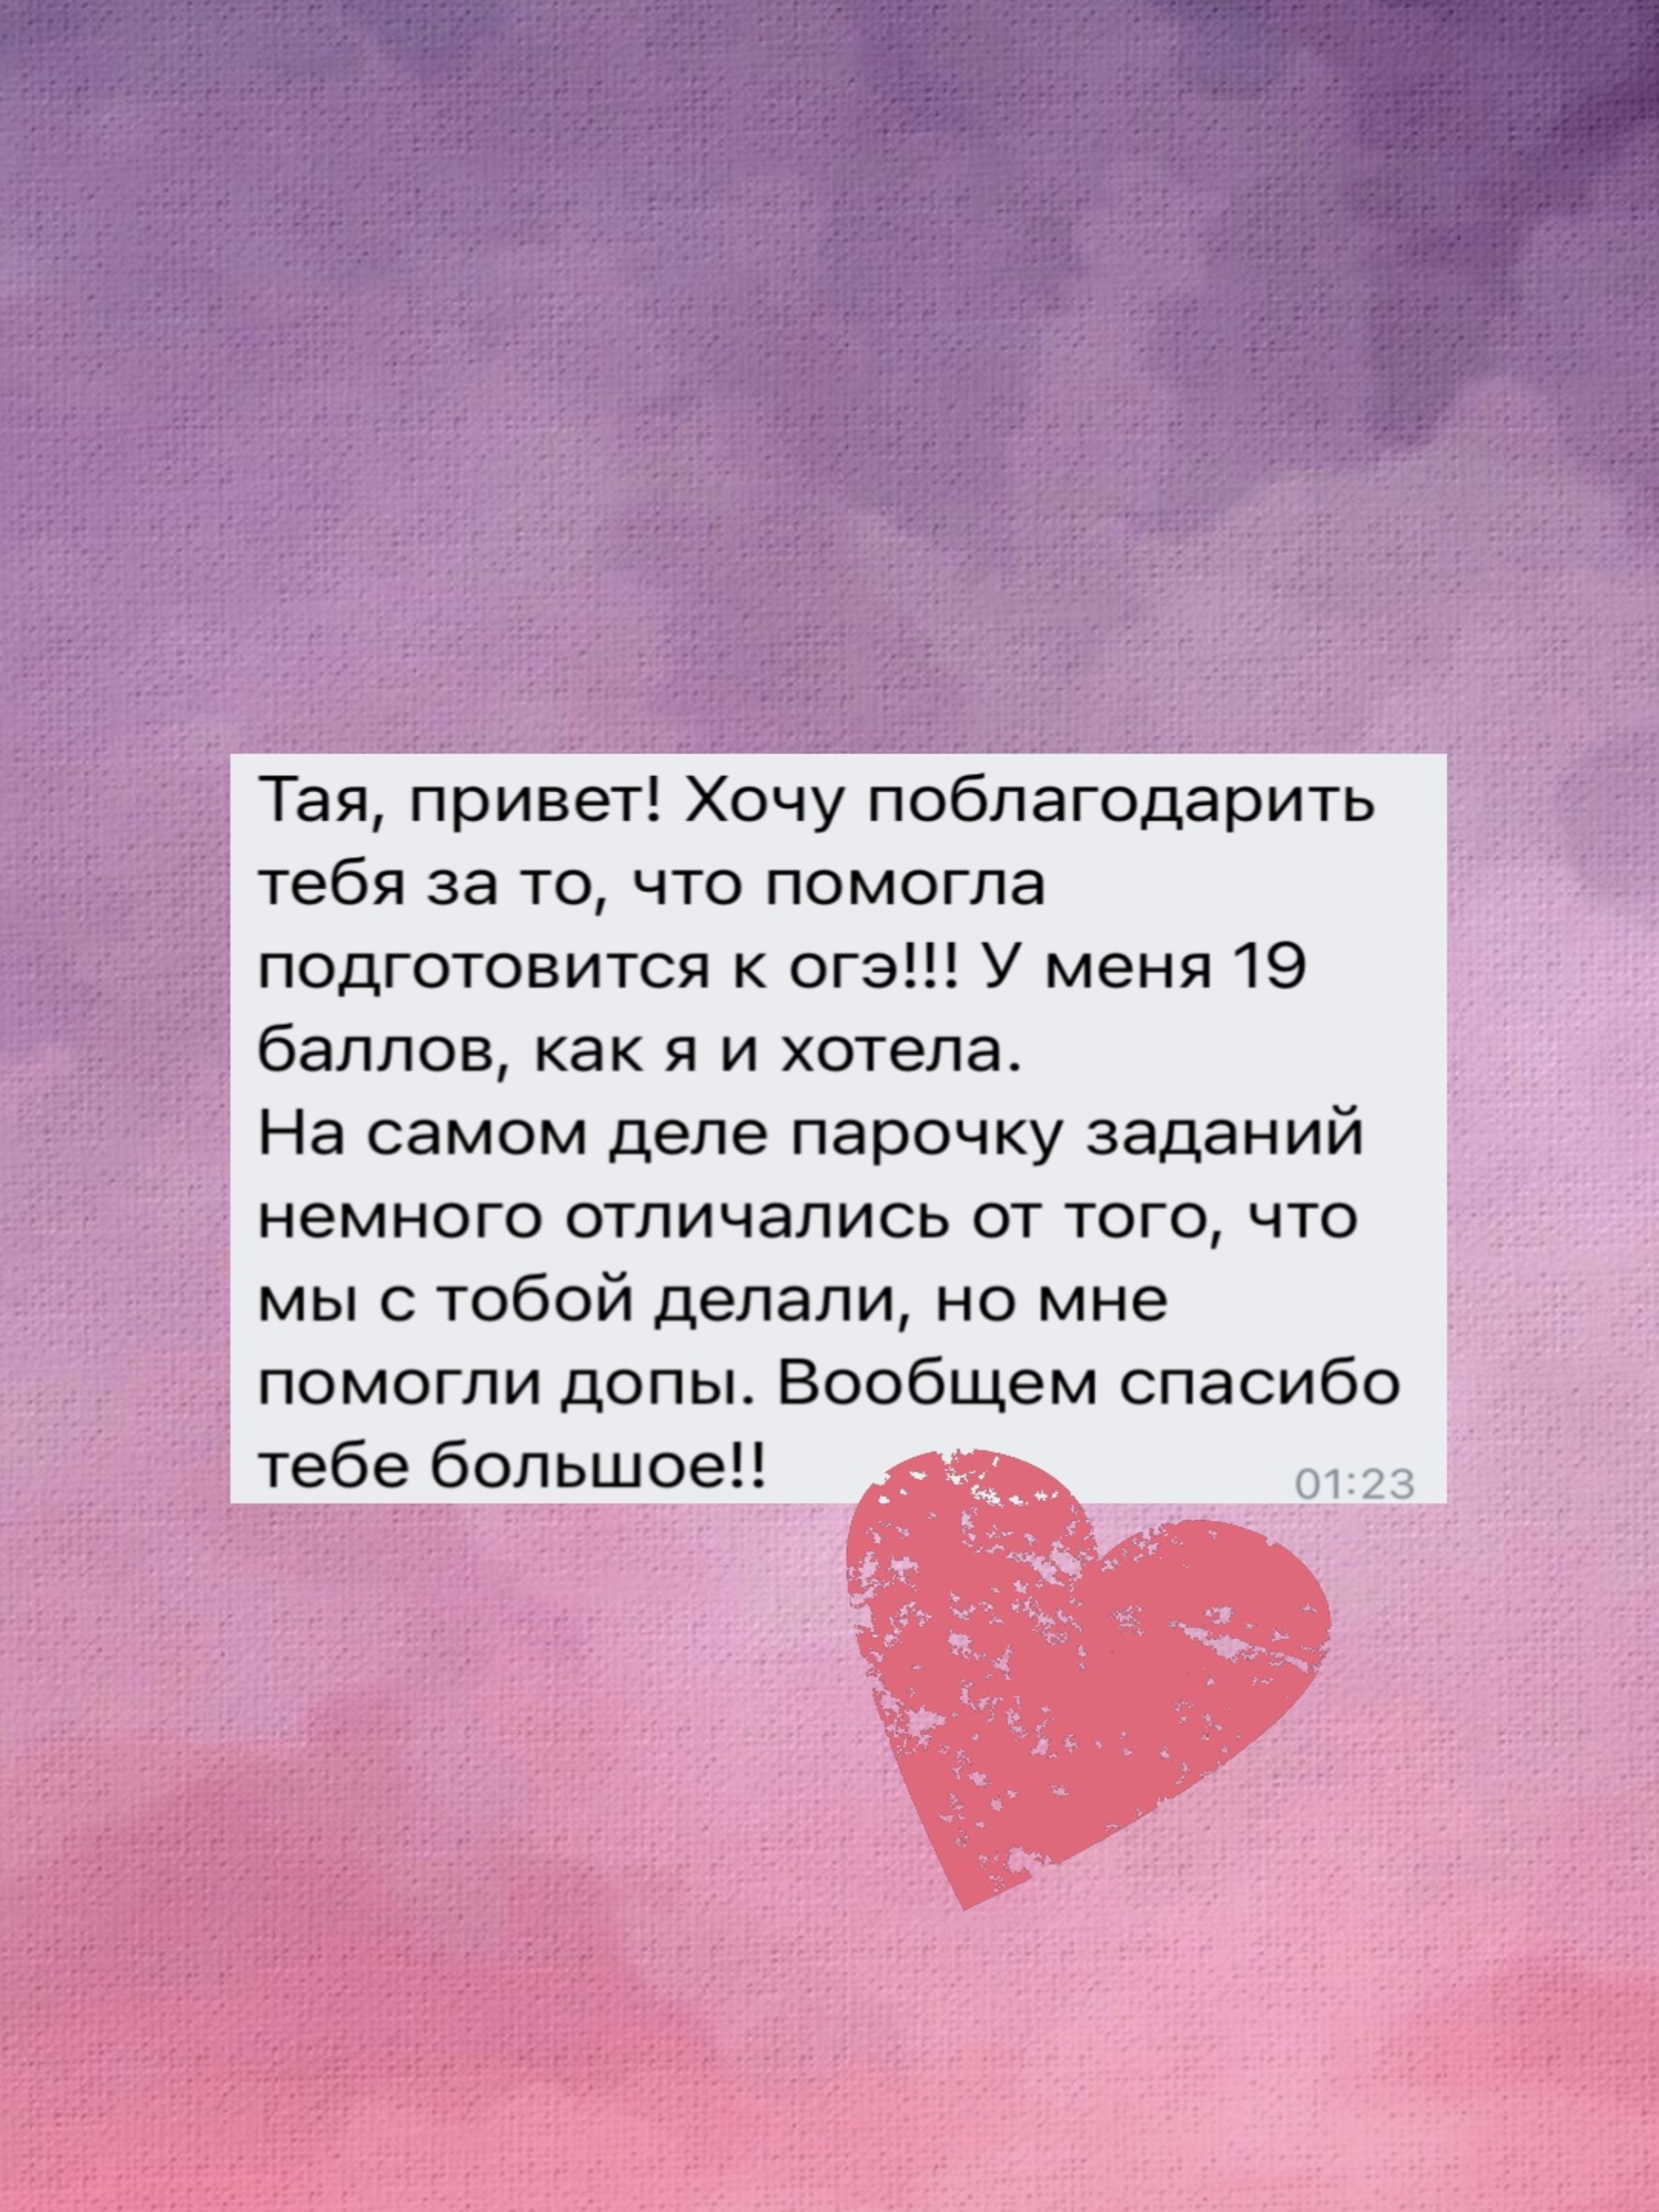 Тая, привет! Хочу поблагодарить
тебя за то, что помогла
подготовится к огэ!!! У меня 19
баллов, как я и хотела.
На самом деле парочку заданий
немного отличались от того, что
мы с тобой делали, но мне
помогли допы. Вообщем спасибо
тебе большое!!
01:23